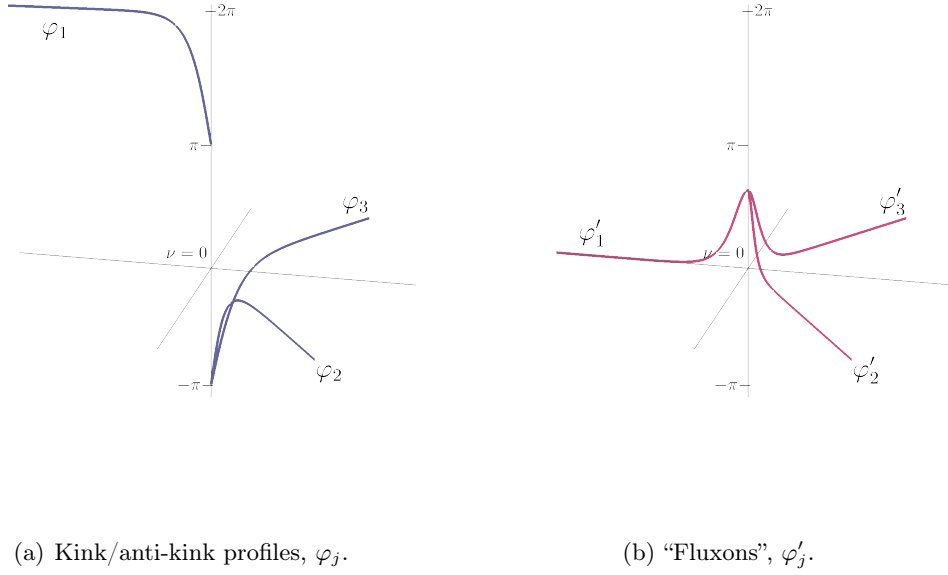 +2π
φ₁
π
φ₃
ν = 0
φ₂
−π
+2π
π
φ′₁
φ′₃
ν = 0
φ′₂
−π
(a) Kink/anti-kink profiles, φⱼ.
(b) “Fluxons”, φ′ⱼ.